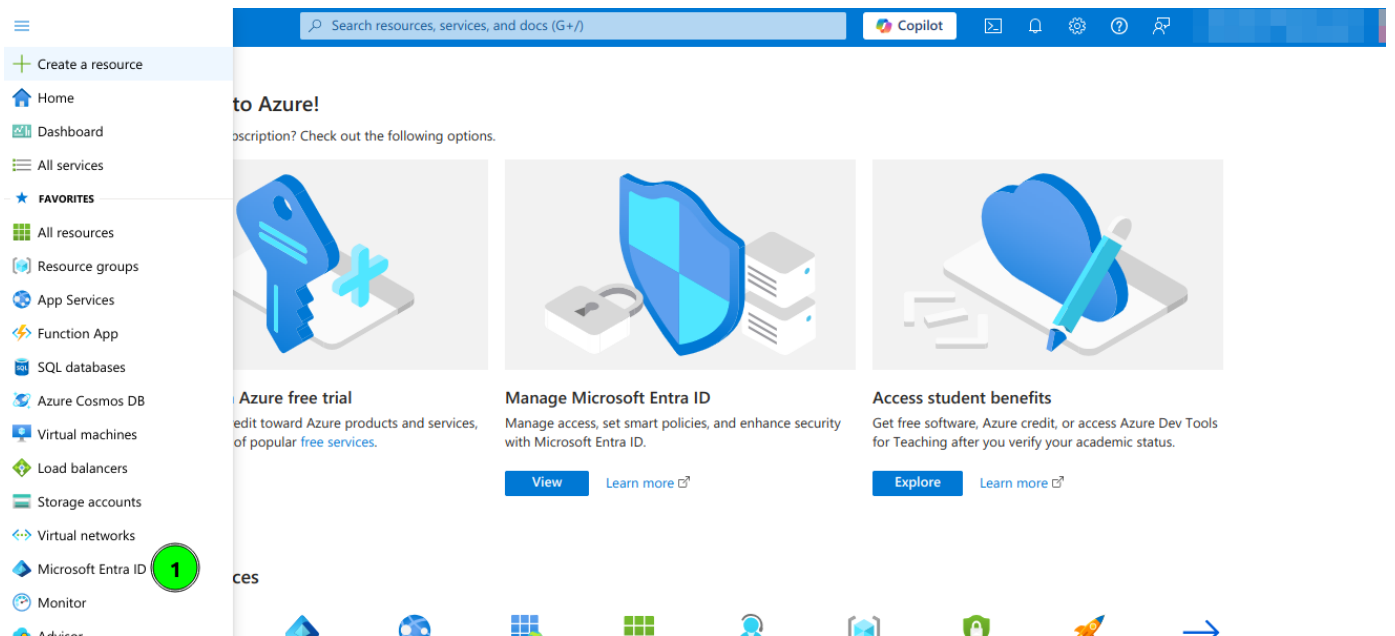 Search resources, services, and docs (G+/)
Copilot
Create a resource
Home
Dashboard
All services
FAVORITES
All resources
Resource groups
App Services
Function App
SQL
SQL databases
Azure Cosmos DB
Virtual machines
Load balancers
Storage accounts
Virtual networks
Microsoft Entra ID
1
Monitor
Advisor
to Azure!
bscription? Check out the following options.
Azure free trial
edit toward Azure products and services,
of popular free services.
Manage Microsoft Entra ID
Manage access, set smart policies, and enhance security
with Microsoft Entra ID.
View
Learn more
Access student benefits
Get free software, Azure credit, or access Azure Dev Tools
for Teaching after you verify your academic status.
Explore
Learn more
ces